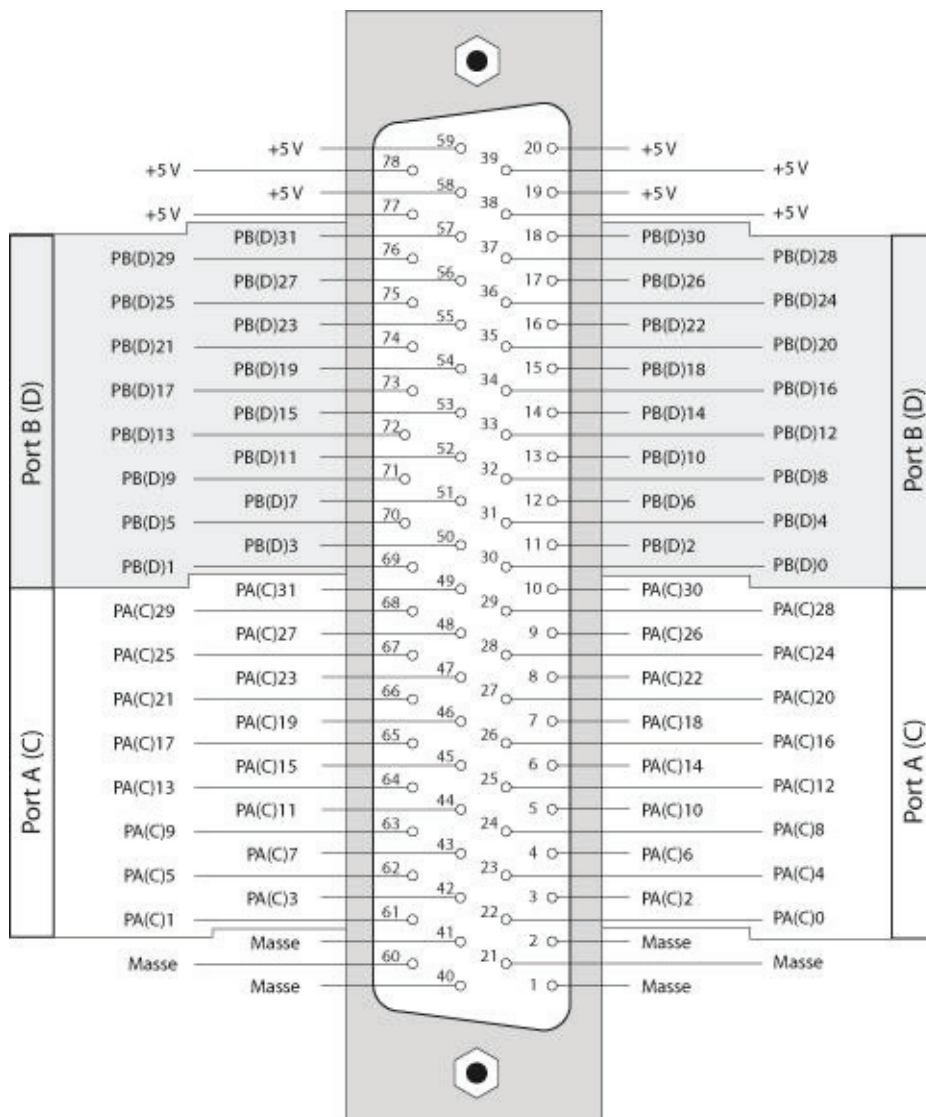 +5 V 59 20 +5 V
+5 V 78 39 +5 V
+5 V 58 19 +5 V
+5 V 77 38 +5 V
PB(D)31 57 18 PB(D)30
PB(D)29 76 37 PB(D)28
PB(D)27 56 17 PB(D)26
PB(D)25 75 36 PB(D)24
PB(D)23 55 16 PB(D)22
PB(D)21 74 35 PB(D)20
PB(D)19 54 15 PB(D)18
PB(D)17 73 34 PB(D)16
PB(D)15 53 14 PB(D)14
PB(D)13 72 33 PB(D)12
PB(D)11 52 13 PB(D)10
PB(D)9 71 32 PB(D)8
PB(D)7 51 12 PB(D)6
PB(D)5 70 31 PB(D)4
PB(D)3 50 11 PB(D)2
PB(D)1 69 30 PB(D)0
Port B (D)
Port B (D)
PA(C)31 49 10 PA(C)30
PA(C)29 68 29 PA(C)28
PA(C)27 48 9 PA(C)26
PA(C)25 67 28 PA(C)24
PA(C)23 47 8 PA(C)22
PA(C)21 66 27 PA(C)20
PA(C)19 46 7 PA(C)18
PA(C)17 65 26 PA(C)16
PA(C)15 45 6 PA(C)14
PA(C)13 64 25 PA(C)12
PA(C)11 44 5 PA(C)10
PA(C)9 63 24 PA(C)8
PA(C)7 43 4 PA(C)6
PA(C)5 62 23 PA(C)4
PA(C)3 42 3 PA(C)2
PA(C)1 61 22 PA(C)0
Port A (C)
Port A (C)
Masse 41 2 Masse
Masse 60 21 Masse
Masse 40 1 Masse